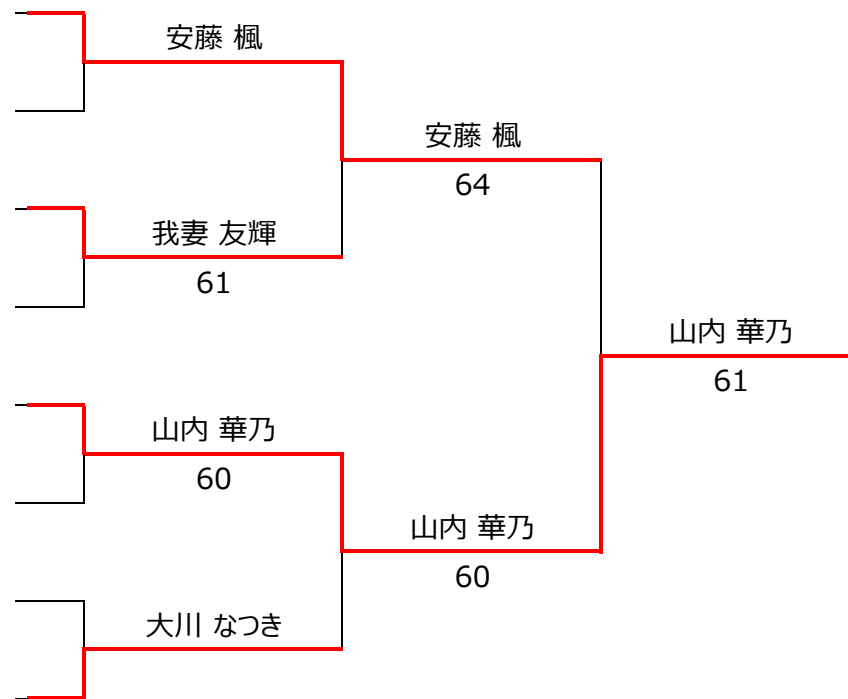 安藤 楓
安藤 楓
64
我妻 友輝
61
山内 華乃
61
山内 華乃
60
山内 華乃
60
大川 なつき